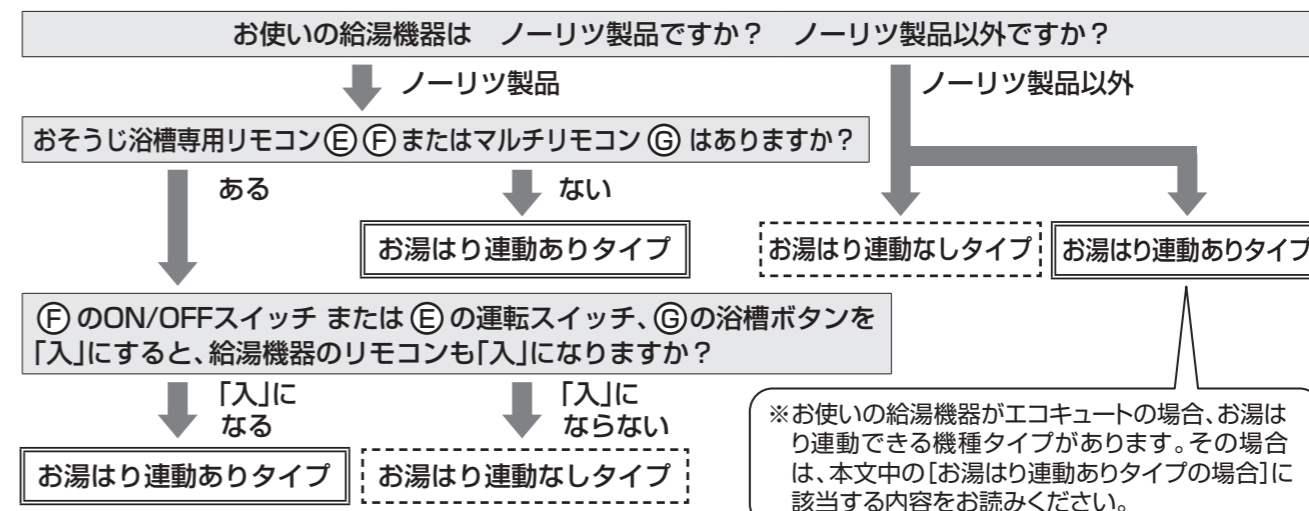 お使いの給湯機器は　ノーリツ製品ですか？　ノーリツ製品以外ですか？
ノーリツ製品
ノーリツ製品以外
おそうじ浴槽専用リモコンⒺⒻまたはマルチリモコンⒼはありますか？
ある
ない
お湯はり連動ありタイプ
お湯はり連動なしタイプ
お湯はり連動ありタイプ
ⒻのON/OFFスイッチ またはⒺの運転スイッチ、Ⓖの浴槽ボタンを
「入」にすると、給湯機器のリモコンも「入」になりますか？
「入」に
なる
「入」に
ならない
お湯はり連動ありタイプ
お湯はり連動なしタイプ
※お使いの給湯機器がエコキュートの場合、お湯は
り連動できる機種タイプがあります。その場合
は、本文中の［お湯はり連動ありタイプの場合］に
該当する内容をお読みください。